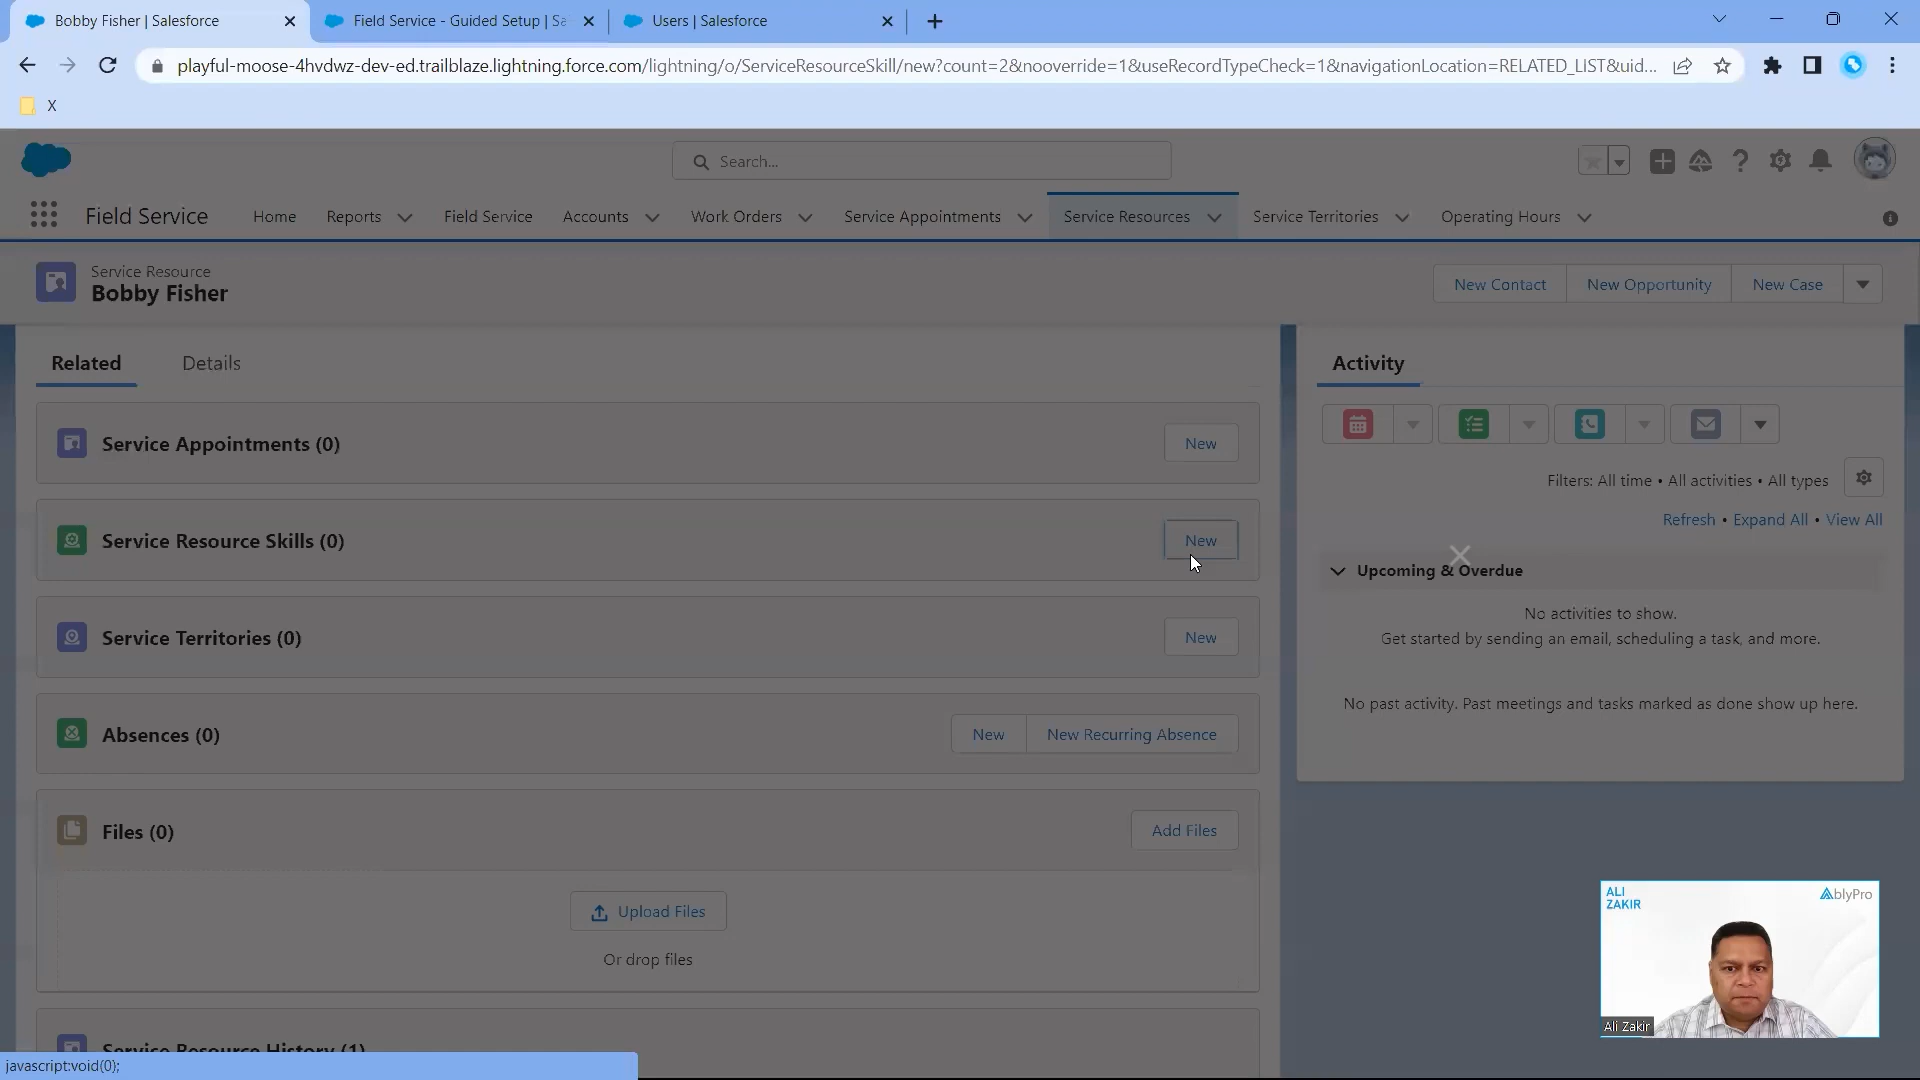 Bobby Fisher | Salesforce
Field Service - Guided Setup | Sa
Users | Salesforce
playful-moose-4hvdwz-dev-ed.trailblaze.lightning.force.com/lightning/o/ServiceResourceSkill/new?count=2&nooverride=1&useRecordTypeCheck=1&navigationLocation=RELATED_LIST&uid...
X
Search...
Field Service
Home
Reports
Field Service
Accounts
Work Orders
Service Appointments
Service Resources
Service Territories
Operating Hours
Service Resource
Bobby Fisher
New Contact
New Opportunity
New Case
Related
Details
Service Appointments (0)
New
Service Resource Skills (0)
New
Service Territories (0)
New
Absences (0)
New
New Recurring Absence
Files (0)
Add Files
Upload Files
Or drop files
Service Resource History (1)
Activity
Filters: All time • All activities • All types
Refresh • Expand All • View All
Upcoming & Overdue
No activities to show.
Get started by sending an email, scheduling a task, and more.
No past activity. Past meetings and tasks marked as done show up here.
ALI
ZAKIR
AblyPro
Ali Zakir
javascript:void(0);